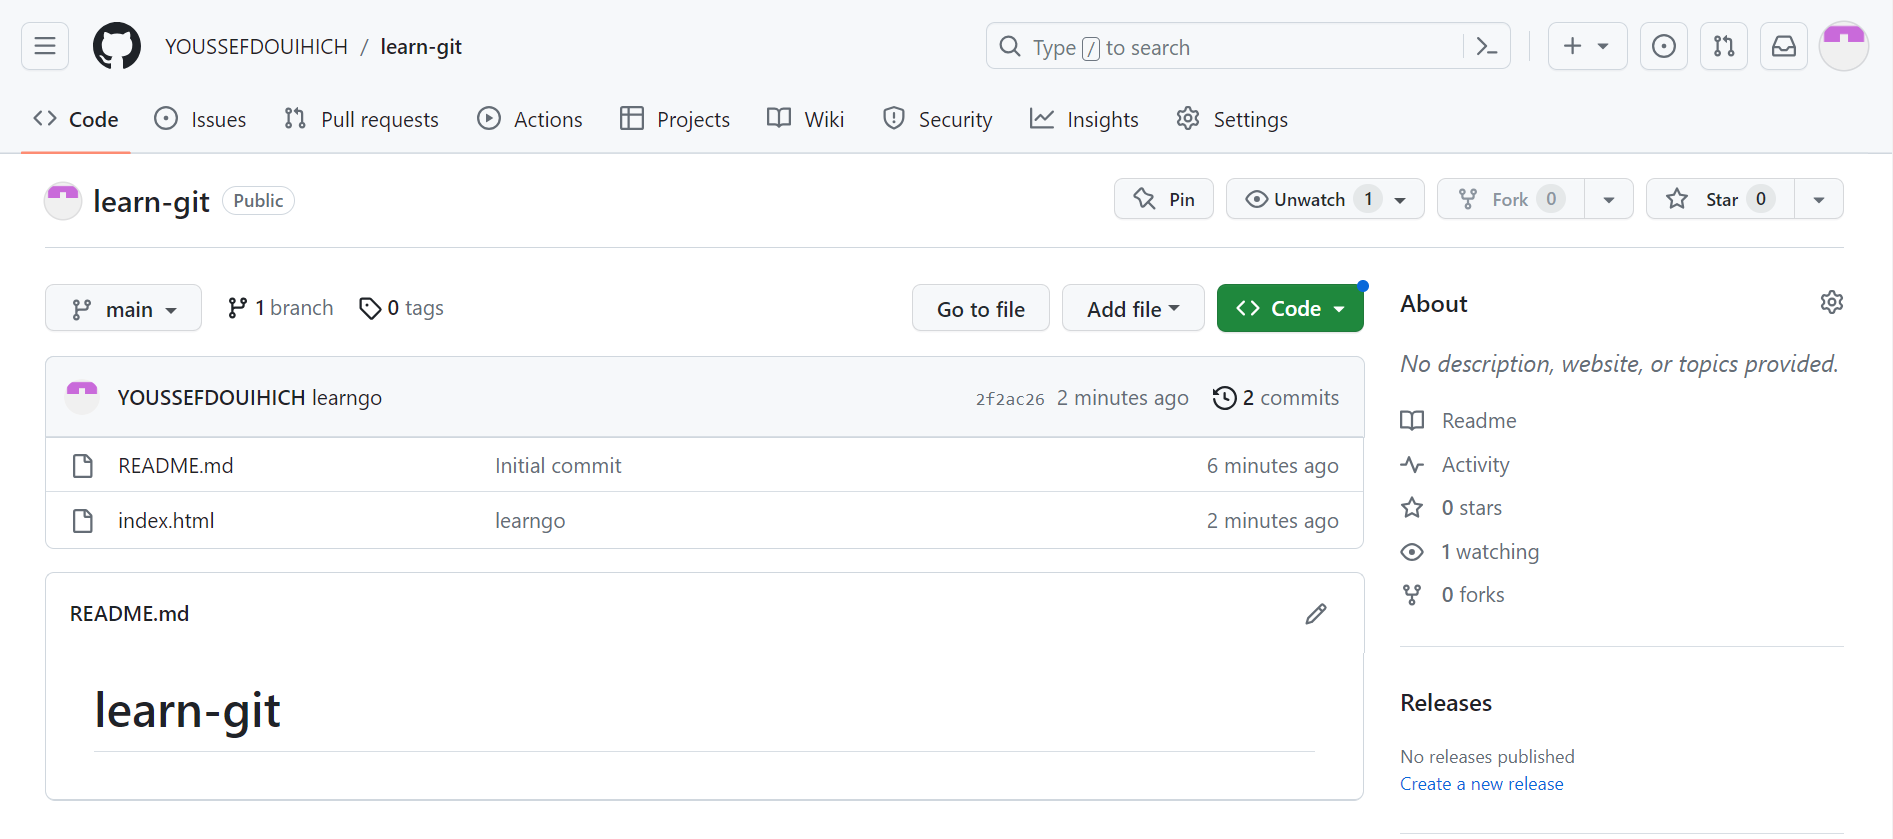 YOUSSEFDOUIHICH / learn-git Type / to search
Code Issues Pull requests Actions Projects Wiki Security Insights Settings
learn-git Public Pin Unwatch 1 Fork 0 Star 0
main 1 branch 0 tags Go to file Add file Code
YOUSSEFDOUIHICH learngo 2f2ac26 2 minutes ago 2 commits
README.md Initial commit 6 minutes ago
index.html learngo 2 minutes ago
README.md
learn-git
About
No description, website, or topics provided.
Readme
Activity
0 stars
1 watching
0 forks
Releases
No releases published
Create a new release